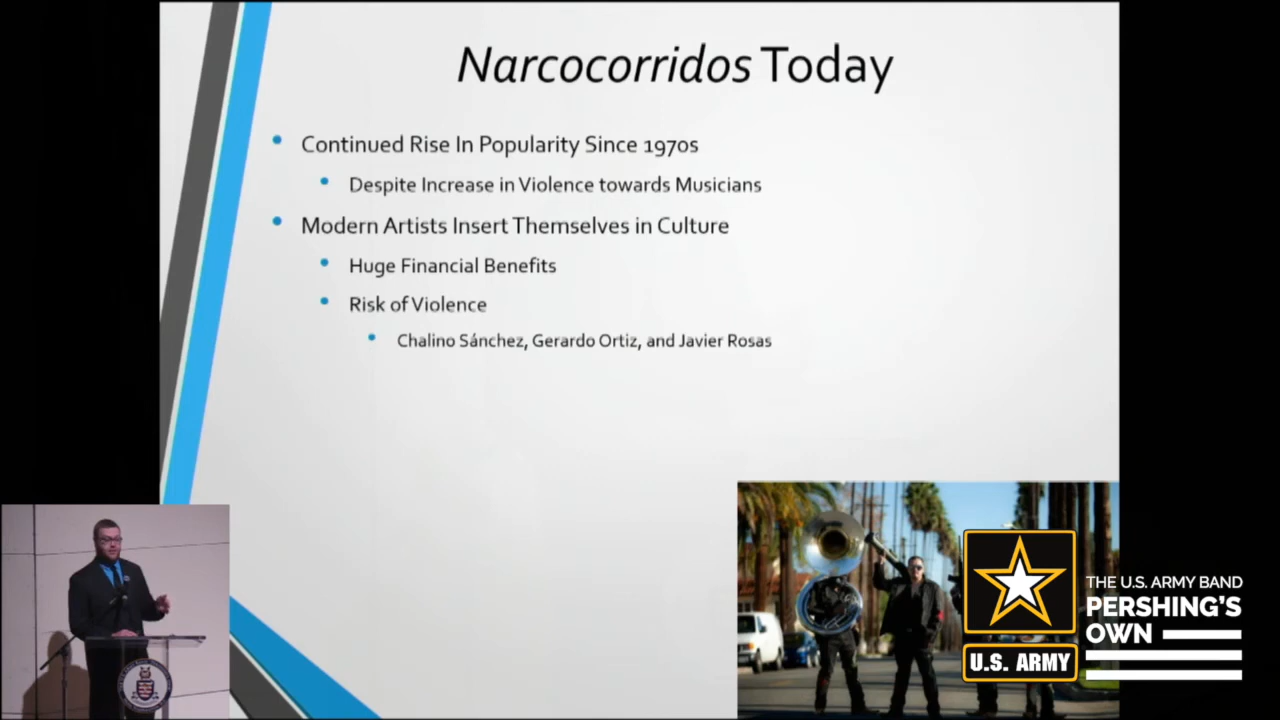 Narcocorridos Today
Continued Rise In Popularity Since 1970s
Despite Increase in Violence towards Musicians
Modern Artists Insert Themselves in Culture
Huge Financial Benefits
Risk of Violence
Chalino Sánchez, Gerardo Ortiz, and Javier Rosas
THE U.S. ARMY BAND
PERSHING'S
OWN
U.S. ARMY